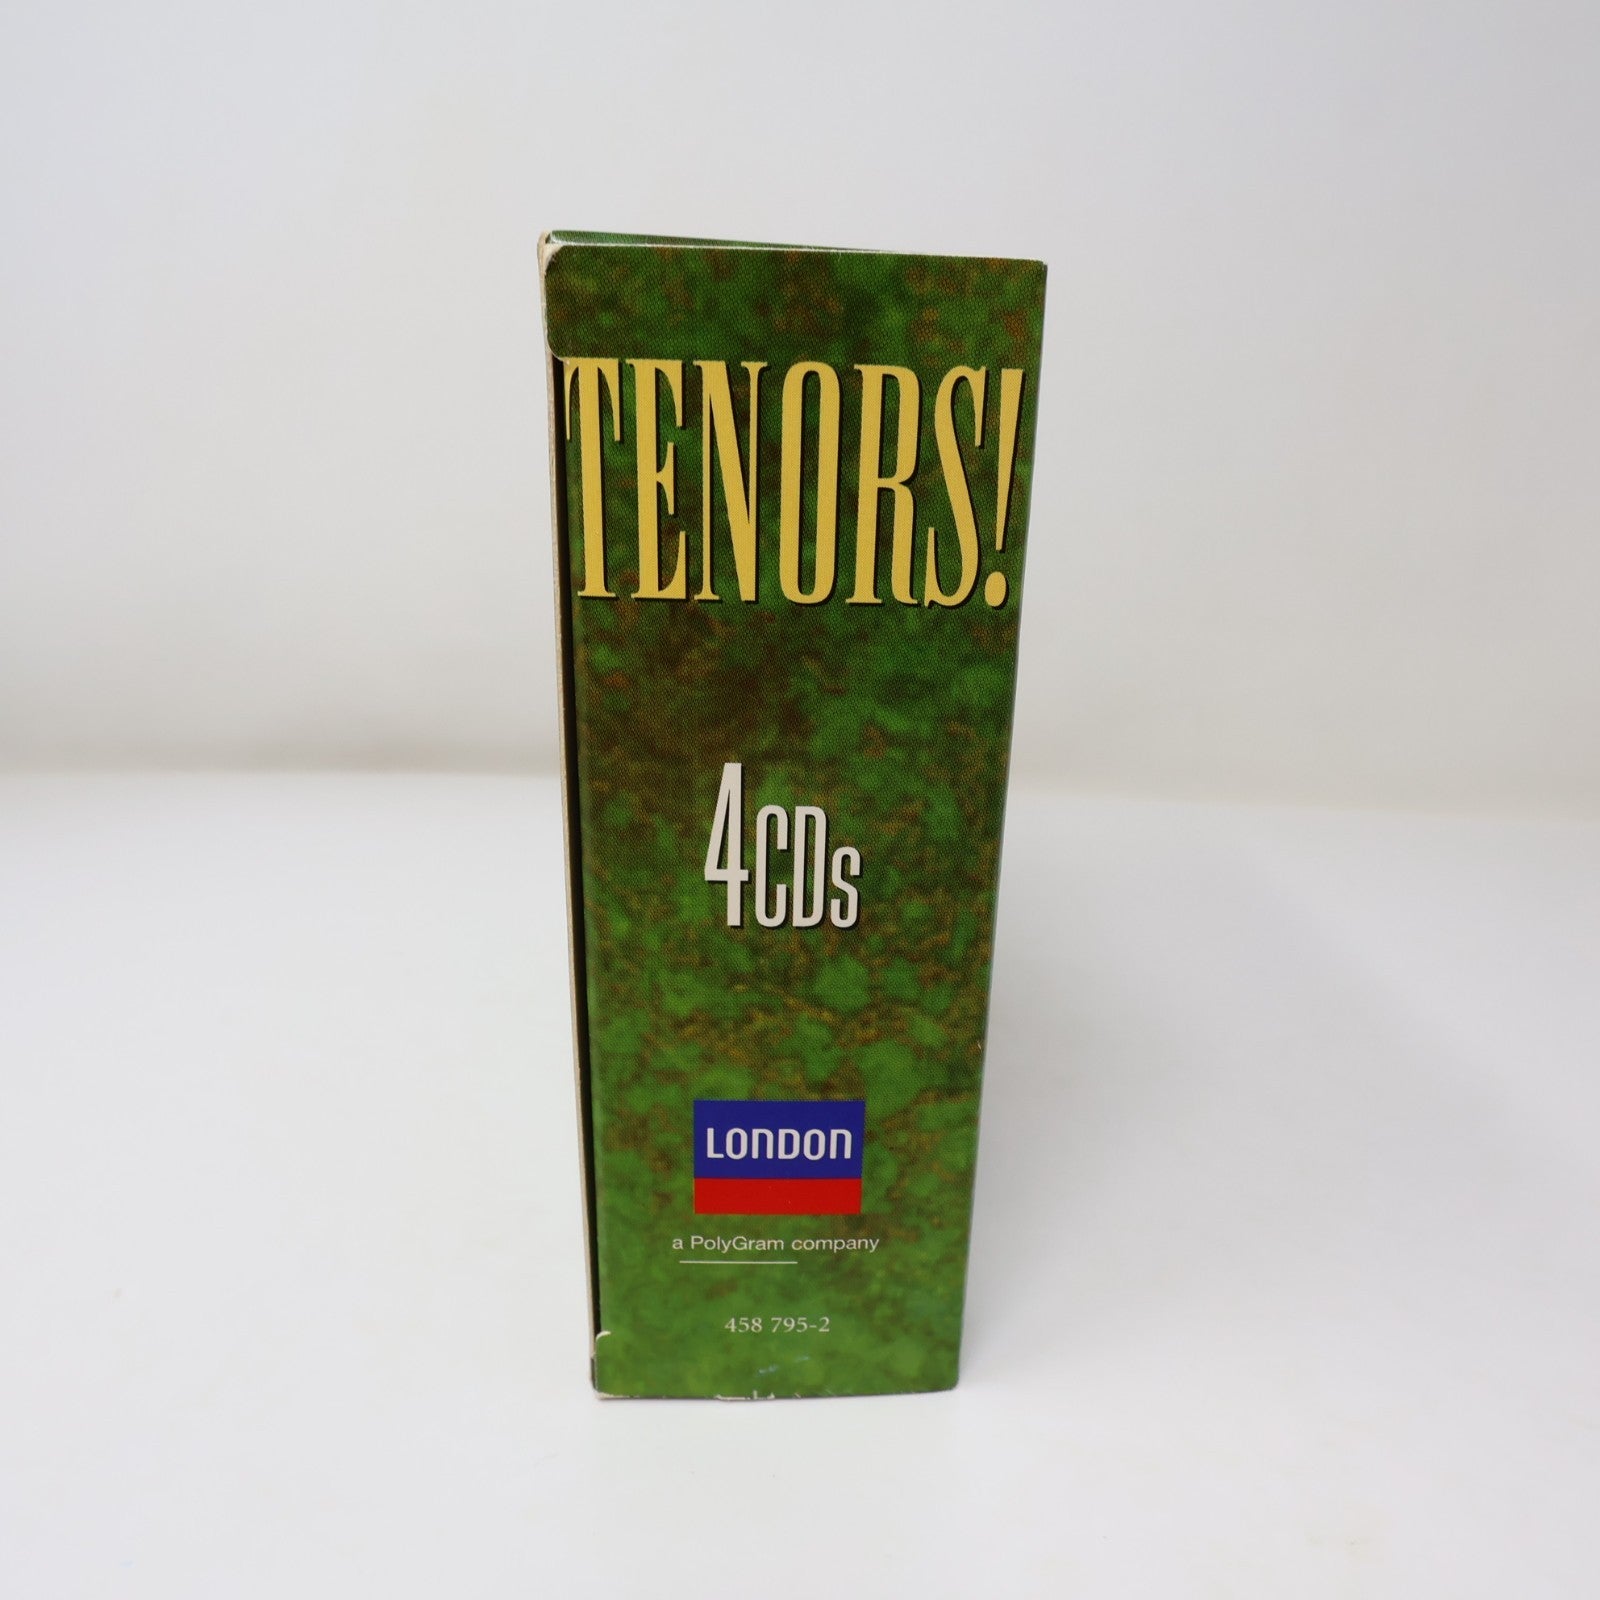 TENORS!
4CDs
LONDON
a PolyGram company
458 795-2